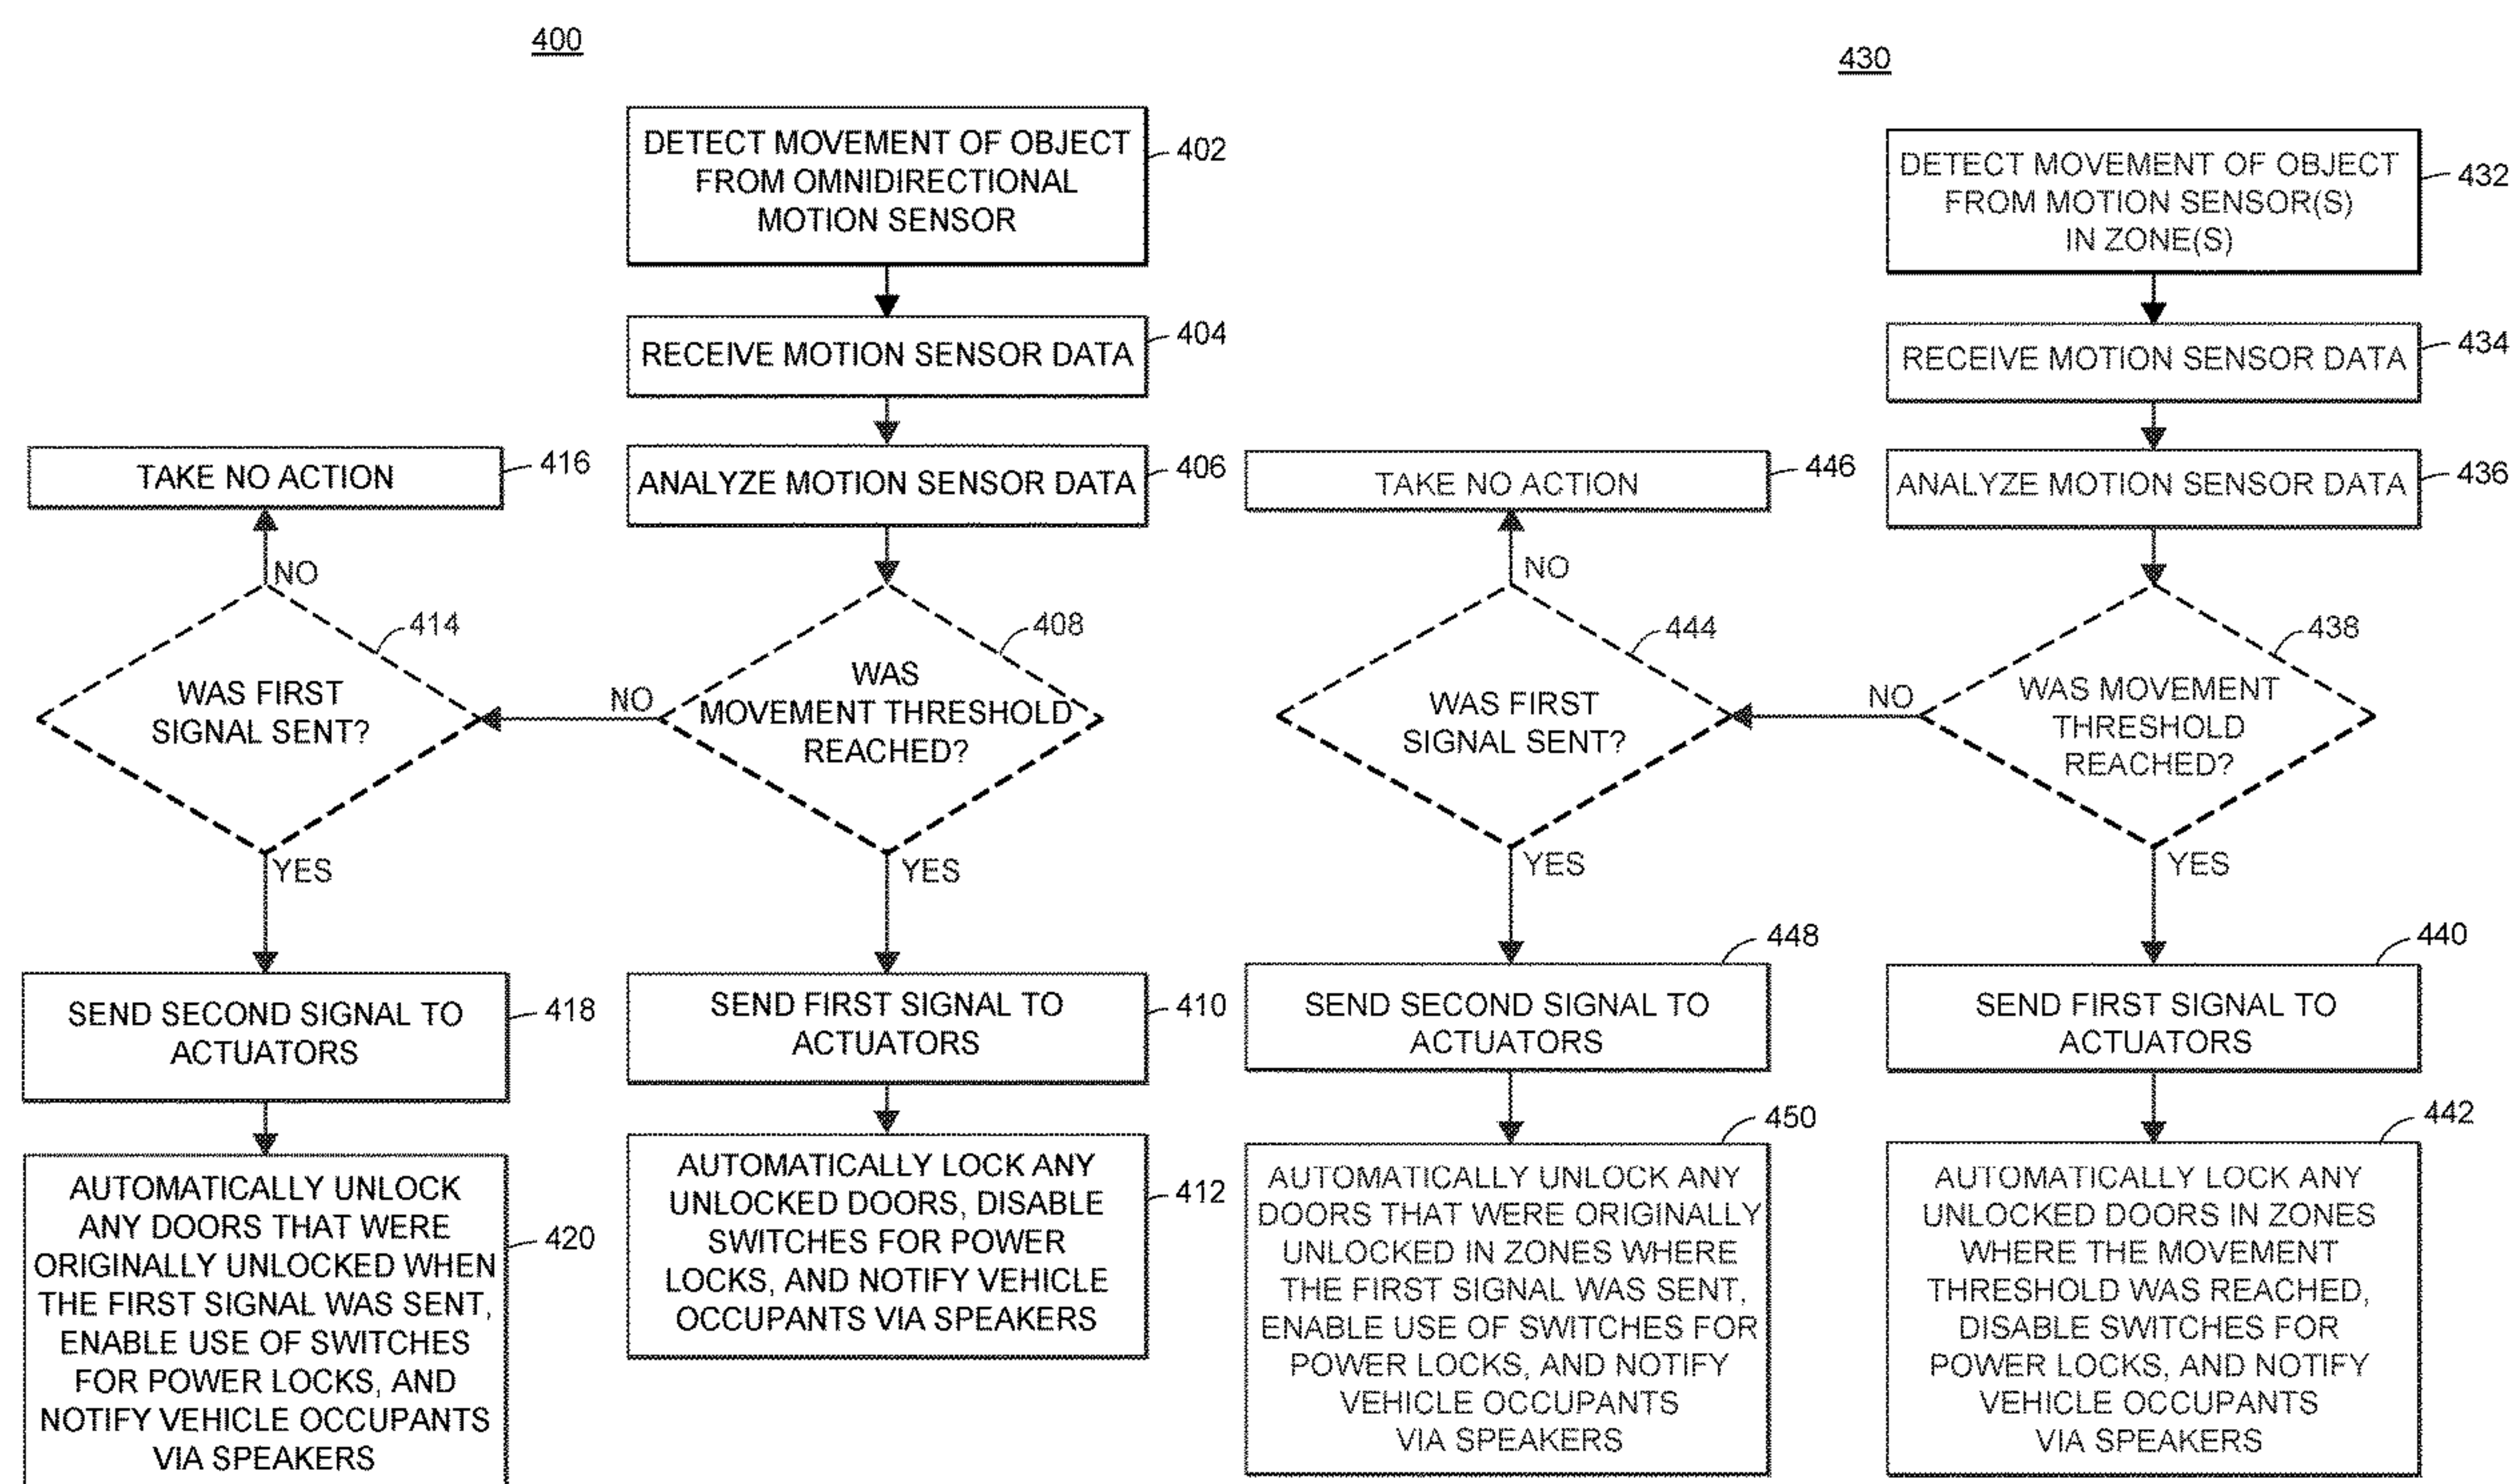 400
DETECT MOVEMENT OF OBJECT
FROM OMNIDIRECTIONAL
MOTION SENSOR
402
RECEIVE MOTION SENSOR DATA
404
ANALYZE MOTION SENSOR DATA
406
TAKE NO ACTION
416
NO
414
WAS FIRST
SIGNAL SENT?
NO
408
WAS
MOVEMENT THRESHOLD
REACHED?
YES
YES
SEND SECOND SIGNAL TO
ACTUATORS
418
SEND FIRST SIGNAL TO
ACTUATORS
410
AUTOMATICALLY UNLOCK
ANY DOORS THAT WERE
ORIGINALLY UNLOCKED WHEN
THE FIRST SIGNAL WAS SENT,
ENABLE USE OF SWITCHES
FOR POWER LOCKS, AND
NOTIFY VEHICLE OCCUPANTS
VIA SPEAKERS
420
AUTOMATICALLY LOCK ANY
UNLOCKED DOORS, DISABLE
SWITCHES FOR POWER
LOCKS, AND NOTIFY VEHICLE
OCCUPANTS VIA SPEAKERS
412
430
DETECT MOVEMENT OF OBJECT
FROM MOTION SENSOR(S)
IN ZONE(S)
432
RECEIVE MOTION SENSOR DATA
434
ANALYZE MOTION SENSOR DATA
436
TAKE NO ACTION
446
NO
444
WAS FIRST
SIGNAL SENT?
NO
438
WAS MOVEMENT
THRESHOLD
REACHED?
YES
YES
448
SEND SECOND SIGNAL TO
ACTUATORS
440
SEND FIRST SIGNAL TO
ACTUATORS
450
AUTOMATICALLY UNLOCK ANY
DOORS THAT WERE ORIGINALLY
UNLOCKED IN ZONES WHERE
THE FIRST SIGNAL WAS SENT,
ENABLE USE OF SWITCHES FOR
POWER LOCKS, AND NOTIFY
VEHICLE OCCUPANTS
VIA SPEAKERS
442
AUTOMATICALLY LOCK ANY
UNLOCKED DOORS IN ZONES
WHERE THE MOVEMENT
THRESHOLD WAS REACHED,
DISABLE SWITCHES FOR
POWER LOCKS, AND NOTIFY
VEHICLE OCCUPANTS
VIA SPEAKERS